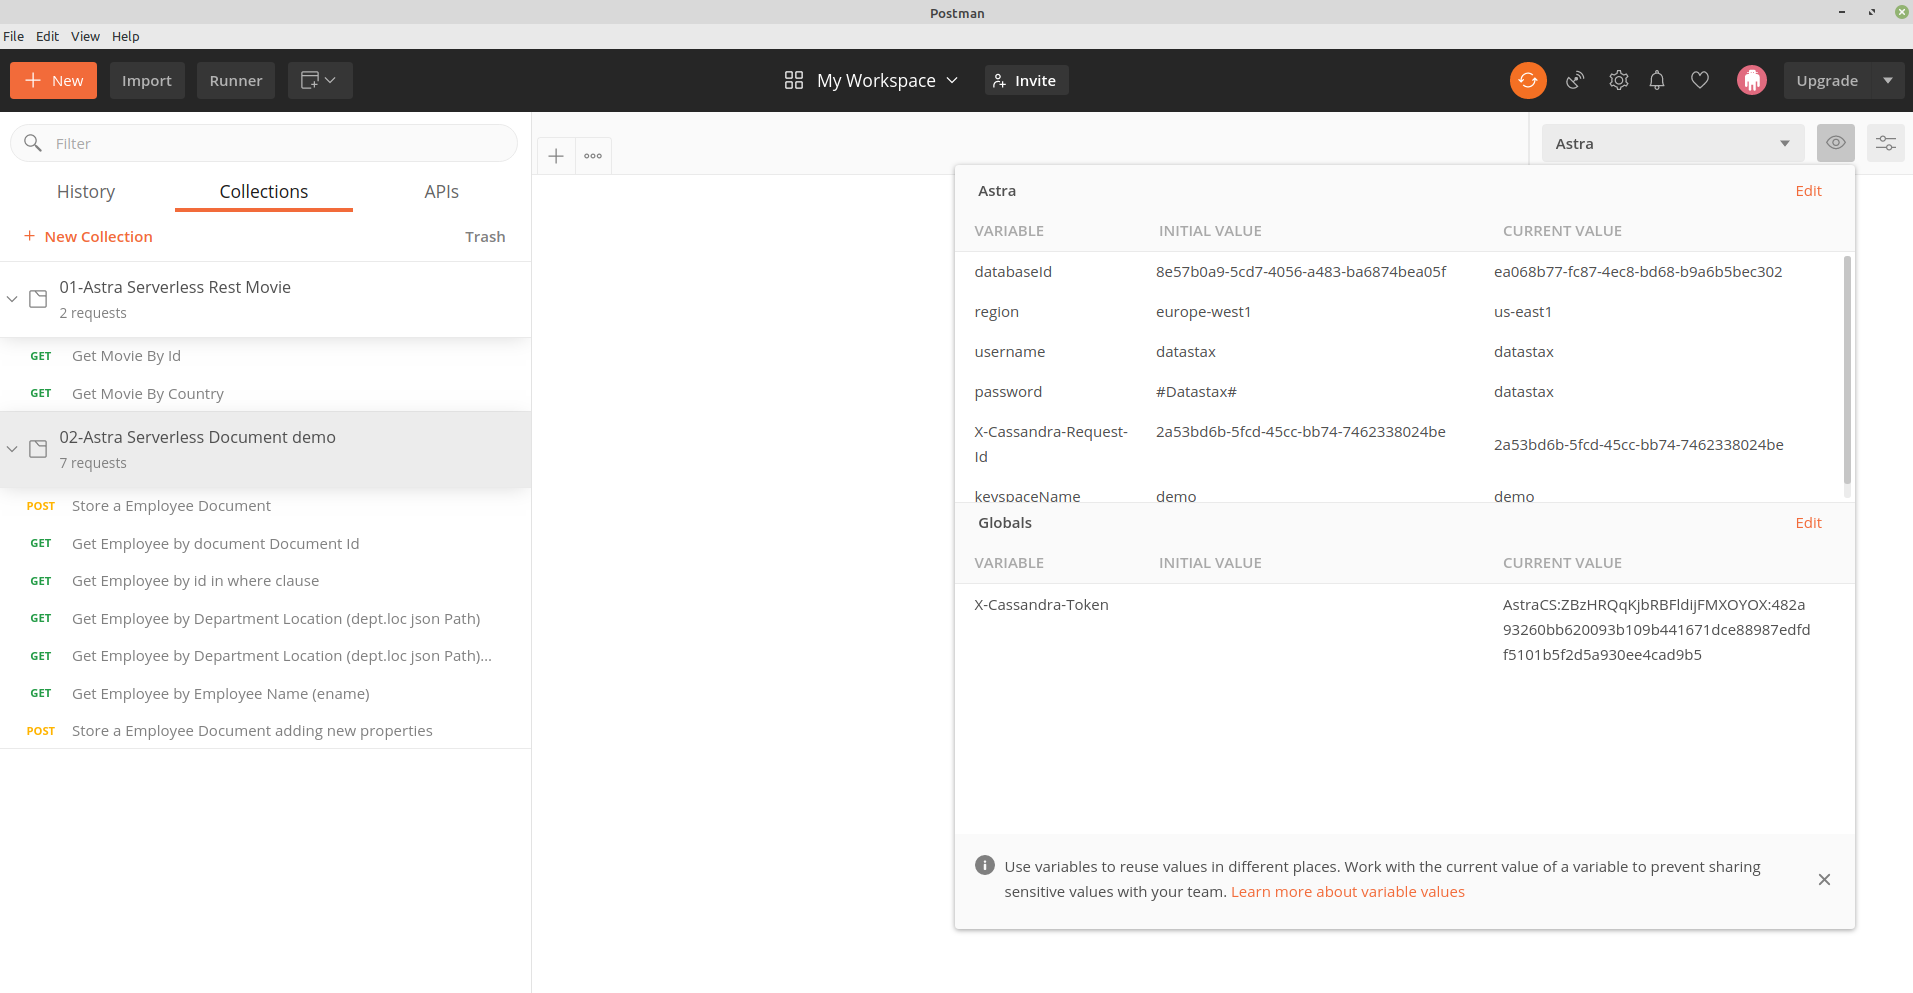 Postman
File Edit View Help
New Import Runner My Workspace Invite Upgrade
Filter
History Collections APIs
+ New Collection Trash
01-Astra Serverless Rest Movie
2 requests
GET Get Movie By Id
GET Get Movie By Country
02-Astra Serverless Document demo
7 requests
POST Store a Employee Document
GET Get Employee by document Document Id
GET Get Employee by id in where clause
GET Get Employee by Department Location (dept.loc json Path)
GET Get Employee by Department Location (dept.loc json Path)...
GET Get Employee by Employee Name (ename)
POST Store a Employee Document adding new properties
Astra
Astra Edit
VARIABLE INITIAL VALUE CURRENT VALUE
databaseId 8e57b0a9-5cd7-4056-a483-ba6874bea05f ea068b77-fc87-4ec8-bd68-b9a6b5bec302
region europe-west1 us-east1
username datastax datastax
password #Datastax# datastax
X-Cassandra-Request- 2a53bd6b-5fcd-45cc-bb74-7462338024be 2a53bd6b-5fcd-45cc-bb74-7462338024be
Id
keyspaceName demo demo
Globals Edit
VARIABLE INITIAL VALUE CURRENT VALUE
X-Cassandra-Token AstraCS:ZBzHRQqKjbRBFldijFMXOYOX:482a
93260bb620093b109b441671dce88987edfd
f5101b5f2d5a930ee4cad9b5
Use variables to reuse values in different places. Work with the current value of a variable to prevent sharing
sensitive values with your team. Learn more about variable values